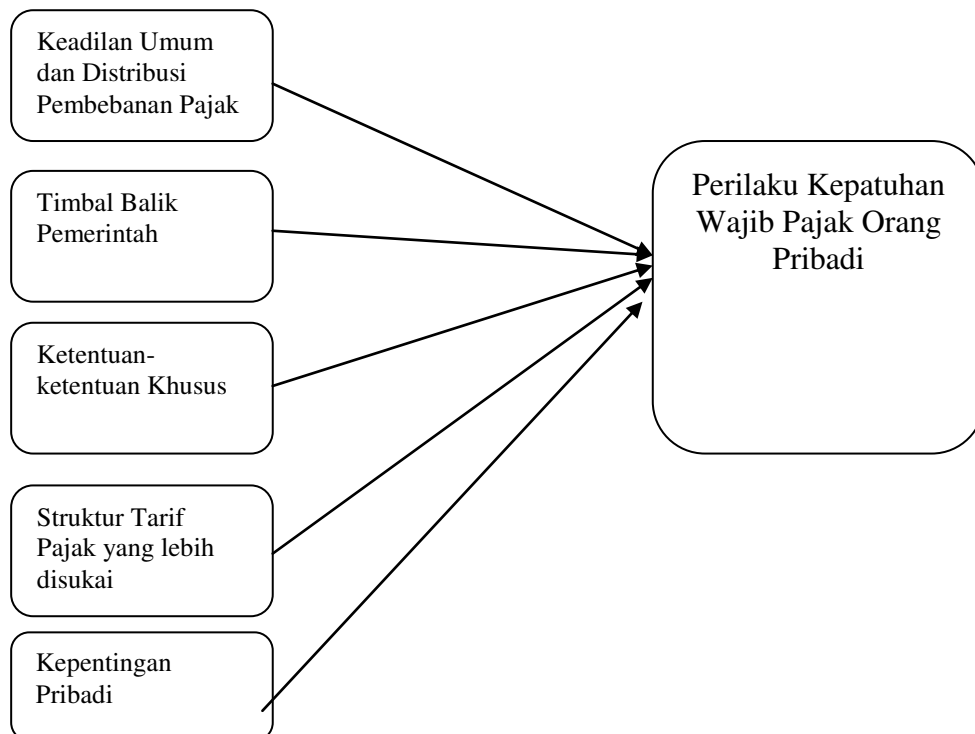 Keadilan Umum
dan Distribusi
Pembebanan Pajak
Timbal Balik
Pemerintah
Ketentuan-
ketentuan Khusus
Struktur Tarif
Pajak yang lebih
disukai
Kepentingan
Pribadi
Perilaku Kepatuhan
Wajib Pajak Orang
Pribadi